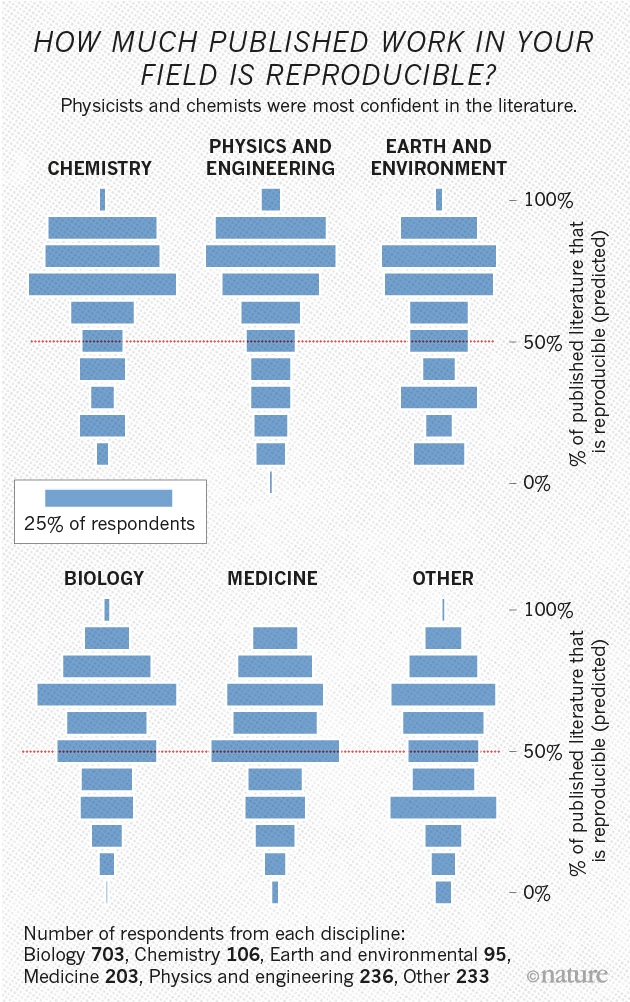 HOW MUCH PUBLISHED WORK IN YOUR
FIELD IS REPRODUCIBLE?
Physicists and chemists were most confident in the literature.
CHEMISTRY
PHYSICS AND
ENGINEERING
EARTH AND
ENVIRONMENT
100%
50%
0%
% of published literature that
is reproducible (predicted)
25% of respondents
BIOLOGY
MEDICINE
OTHER
100%
50%
0%
% of published literature that
is reproducible (predicted)
Number of respondents from each discipline:
Biology 703, Chemistry 106, Earth and environmental 95,
Medicine 203, Physics and engineering 236, Other 233
©nature